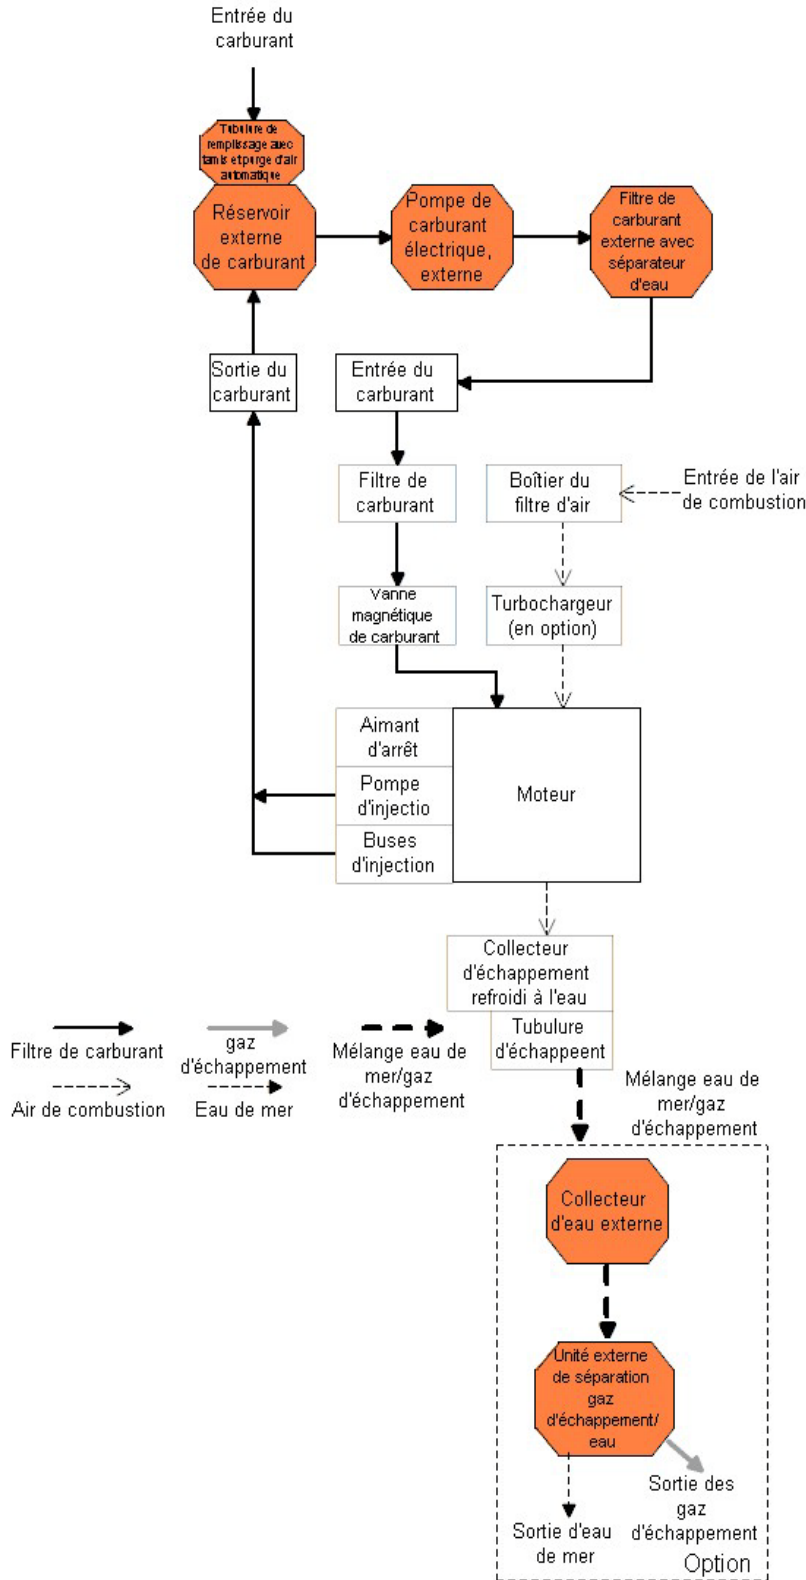 Entrée du
carburant
Tubulure de
remplissage avec
tamis et purge d'air
automatique
Réservoir
externe
de carburant
Pompe de
carburant
électrique,
externe
Filtre de
carburant
externe avec
séparateur
d'eau
Sortie du
carburant
Entrée du
carburant
Filtre de
carburant
Boîtier du
filtre d'air
Entrée de l'air
de combustion
Vanne
magnétique
de carburant
Turbochargeur
(en option)
Aimant
d'arrêt
Pompe
d'injectio
Buses
d'injection
Moteur
Collecteur
d'échappement
refroidi à l'eau
Tubulure
d'échappeent
Filtre de carburant
gaz
d'échappement
Mélange eau de
mer/gaz
d'échappement
Air de combustion
Eau de mer
Mélange eau de
mer/gaz
d'échappement
Collecteur
d'eau externe
Unité externe
de séparation
gaz
d'échappement/
eau
Sortie des
gaz
d'échappement
Sortie d'eau
de mer
Option